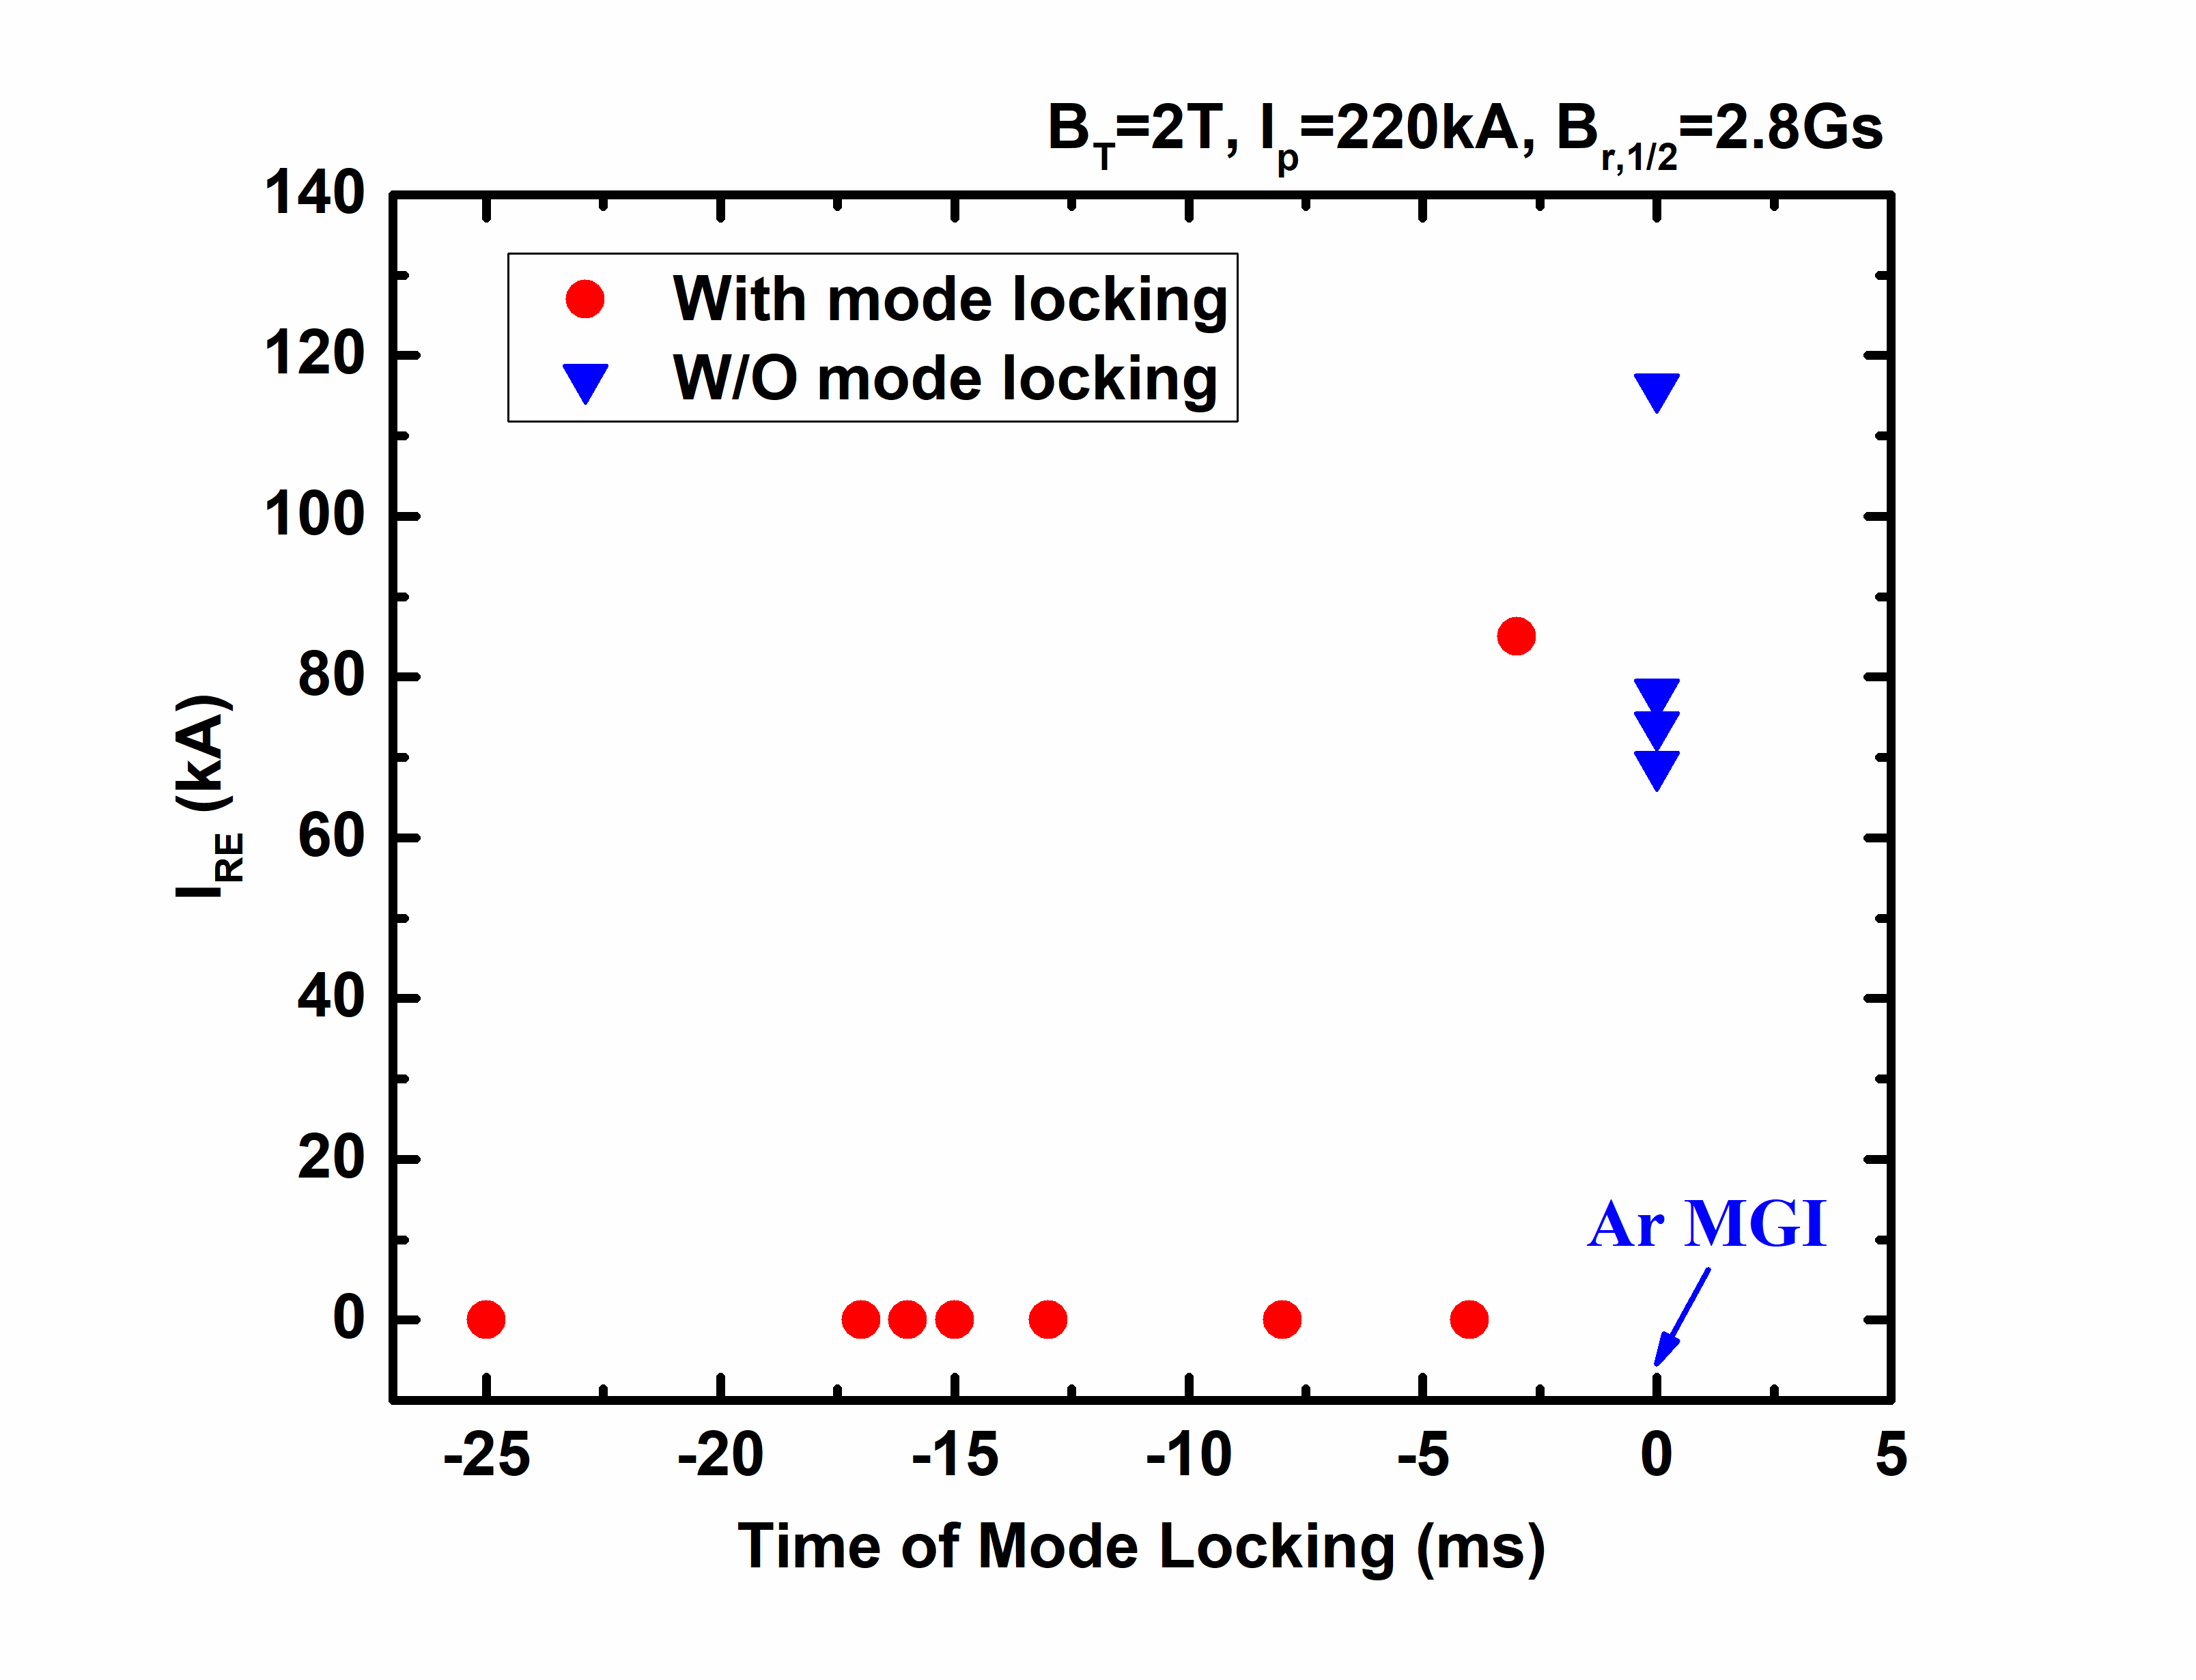 B_T=2T, I_p=220kA, B_r,1/2=2.8Gs
140
With mode locking
W/O mode locking
120
100
80
60
40
20
0
I_RE (kA)
Ar MGI
-25 -20 -15 -10 -5 0 5
Time of Mode Locking (ms)